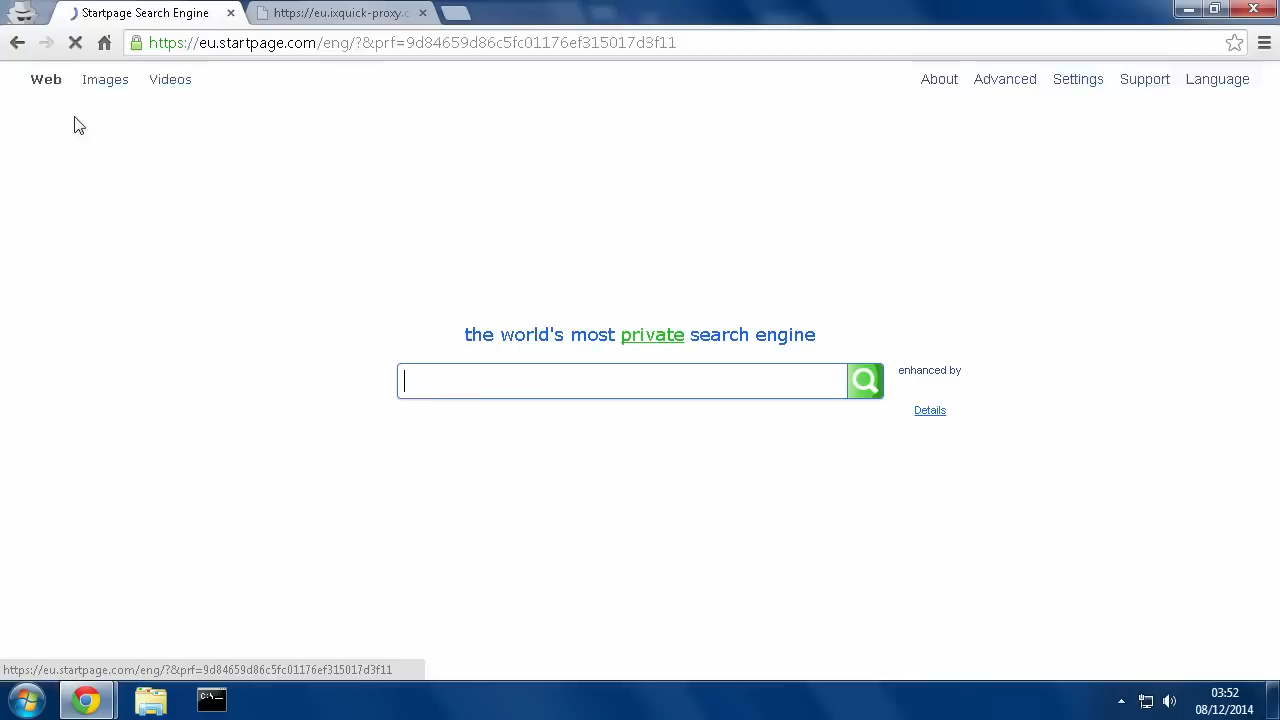 Startpage Search Engine
https://eu.ixquick-proxy.c
https://eu.startpage.com/eng/?&prf=9d84659d86c5fc01176ef315017d3f11
Web Images Videos About Advanced Settings Support Language
the world's most private search engine
enhanced by
Details
https://eu.startpage.com/eng/?&prf=9d84659d86c5fc01176ef315017d3f11
C:\_
03:52
08/12/2014